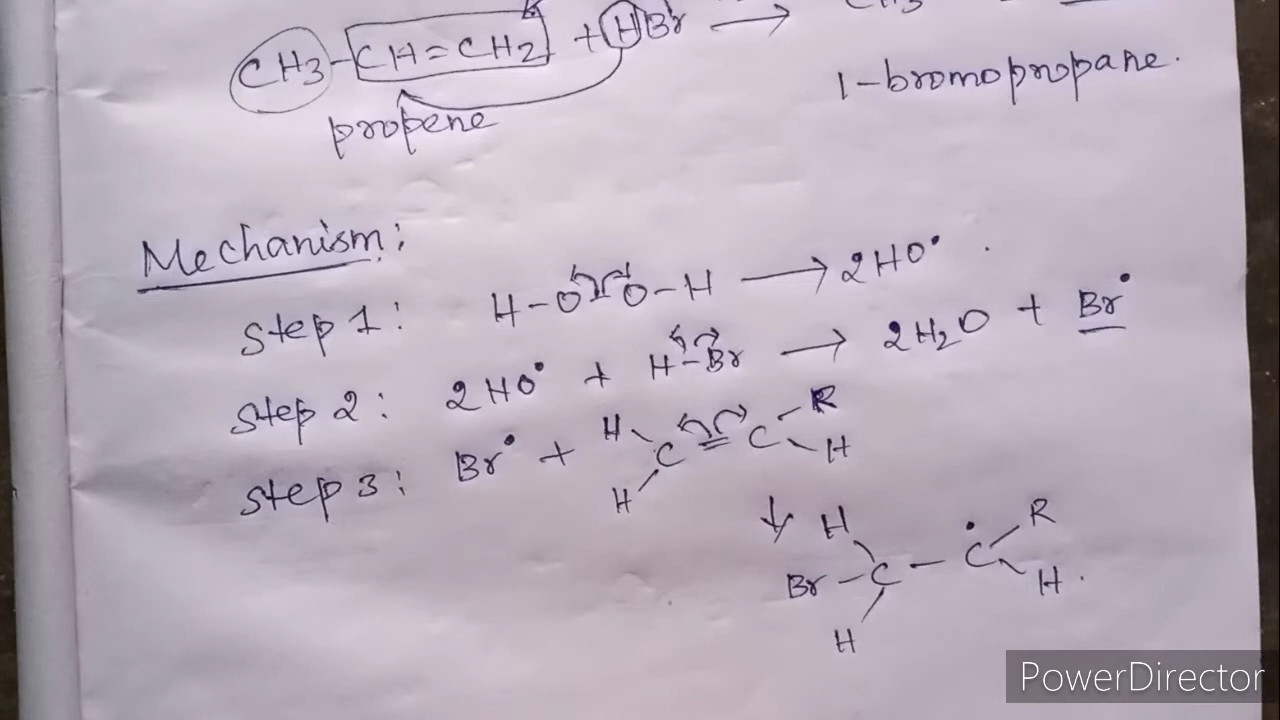 CH3-CH=CH2 + HBr → CH3
propene
1-bromopropane.
Mechanism:
Step 1: H-O-O-H → 2HO• .
Step 2: 2HO• + H-Br → 2H2O + Br•
Step 3: Br• + H C = C R
H H
↓ H R
Br - C - C•
H H.
PowerDirector